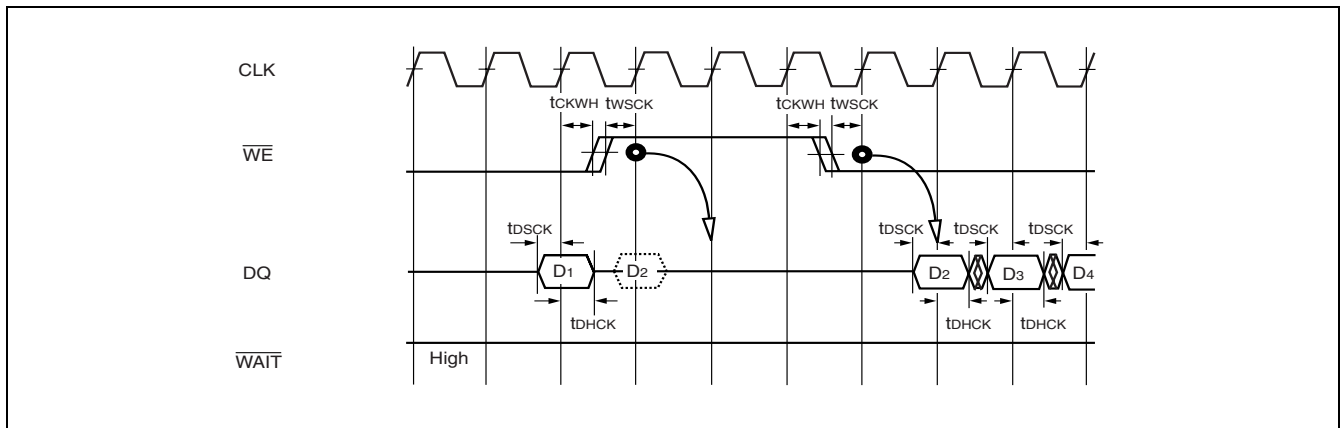 CLK
tCKWH tWSCK tCKWH tWSCK
WE
tDSCK tDSCK tDSCK tDSCK
DQ D1 D2 D2 D3 D4
tDHCK tDHCK tDHCK
WAIT High